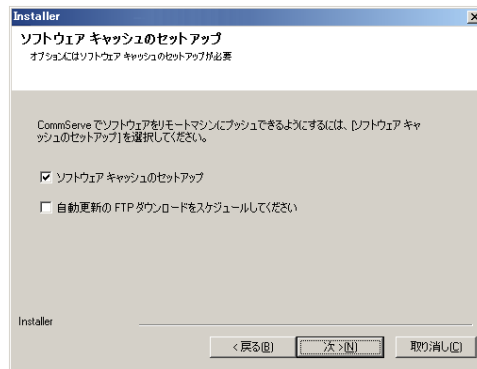 Installer
ソフトウェア キャッシュのセットアップ
オプションにはソフトウェア キャッシュのセットアップが必要
CommServe でソフトウェアをリモートマシンにプッシュできるようにするには、[ソフトウェア キャ
ッシュのセットアップ] を選択してください。
ソフトウェア キャッシュのセットアップ
自動更新の FTP ダウンロードをスケジュールしてください
Installer
< 戻る(B)
次 >(N)
取り消し(C)